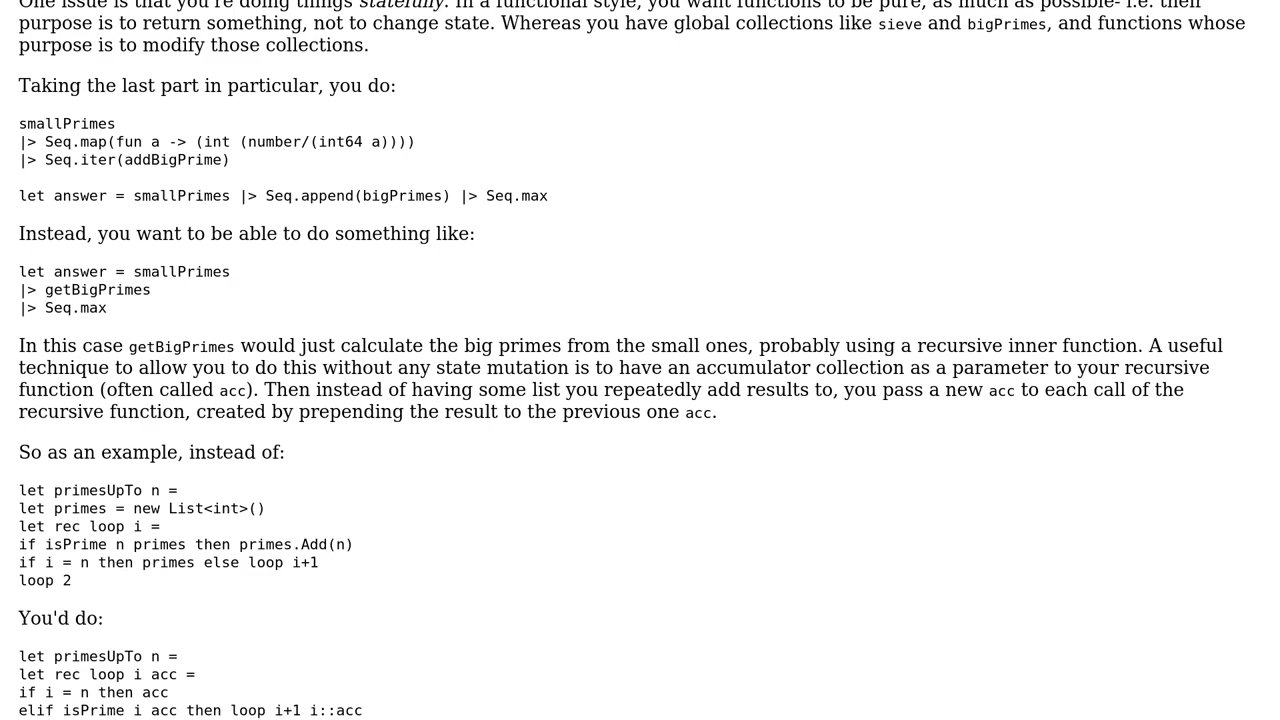 One issue is that you're doing things statefully. In a functional style, you want functions to be pure, as much as possible- i.e. their
purpose is to return something, not to change state. Whereas you have global collections like sieve and bigPrimes, and functions whose
purpose is to modify those collections.
Taking the last part in particular, you do:
smallPrimes
|> Seq.map(fun a -> (int (number/(int64 a))))
|> Seq.iter(addBigPrime)
let answer = smallPrimes |> Seq.append(bigPrimes) |> Seq.max
Instead, you want to be able to do something like:
let answer = smallPrimes
|> getBigPrimes
|> Seq.max
In this case getBigPrimes would just calculate the big primes from the small ones, probably using a recursive inner function. A useful
technique to allow you to do this without any state mutation is to have an accumulator collection as a parameter to your recursive
function (often called acc). Then instead of having some list you repeatedly add results to, you pass a new acc to each call of the
recursive function, created by prepending the result to the previous one acc.
So as an example, instead of:
let primesUpTo n =
let primes = new List<int>()
let rec loop i =
if isPrime n primes then primes.Add(n)
if i = n then primes else loop i+1
loop 2
You'd do:
let primesUpTo n =
let rec loop i acc =
if i = n then acc
elif isPrime i acc then loop i+1 i::acc